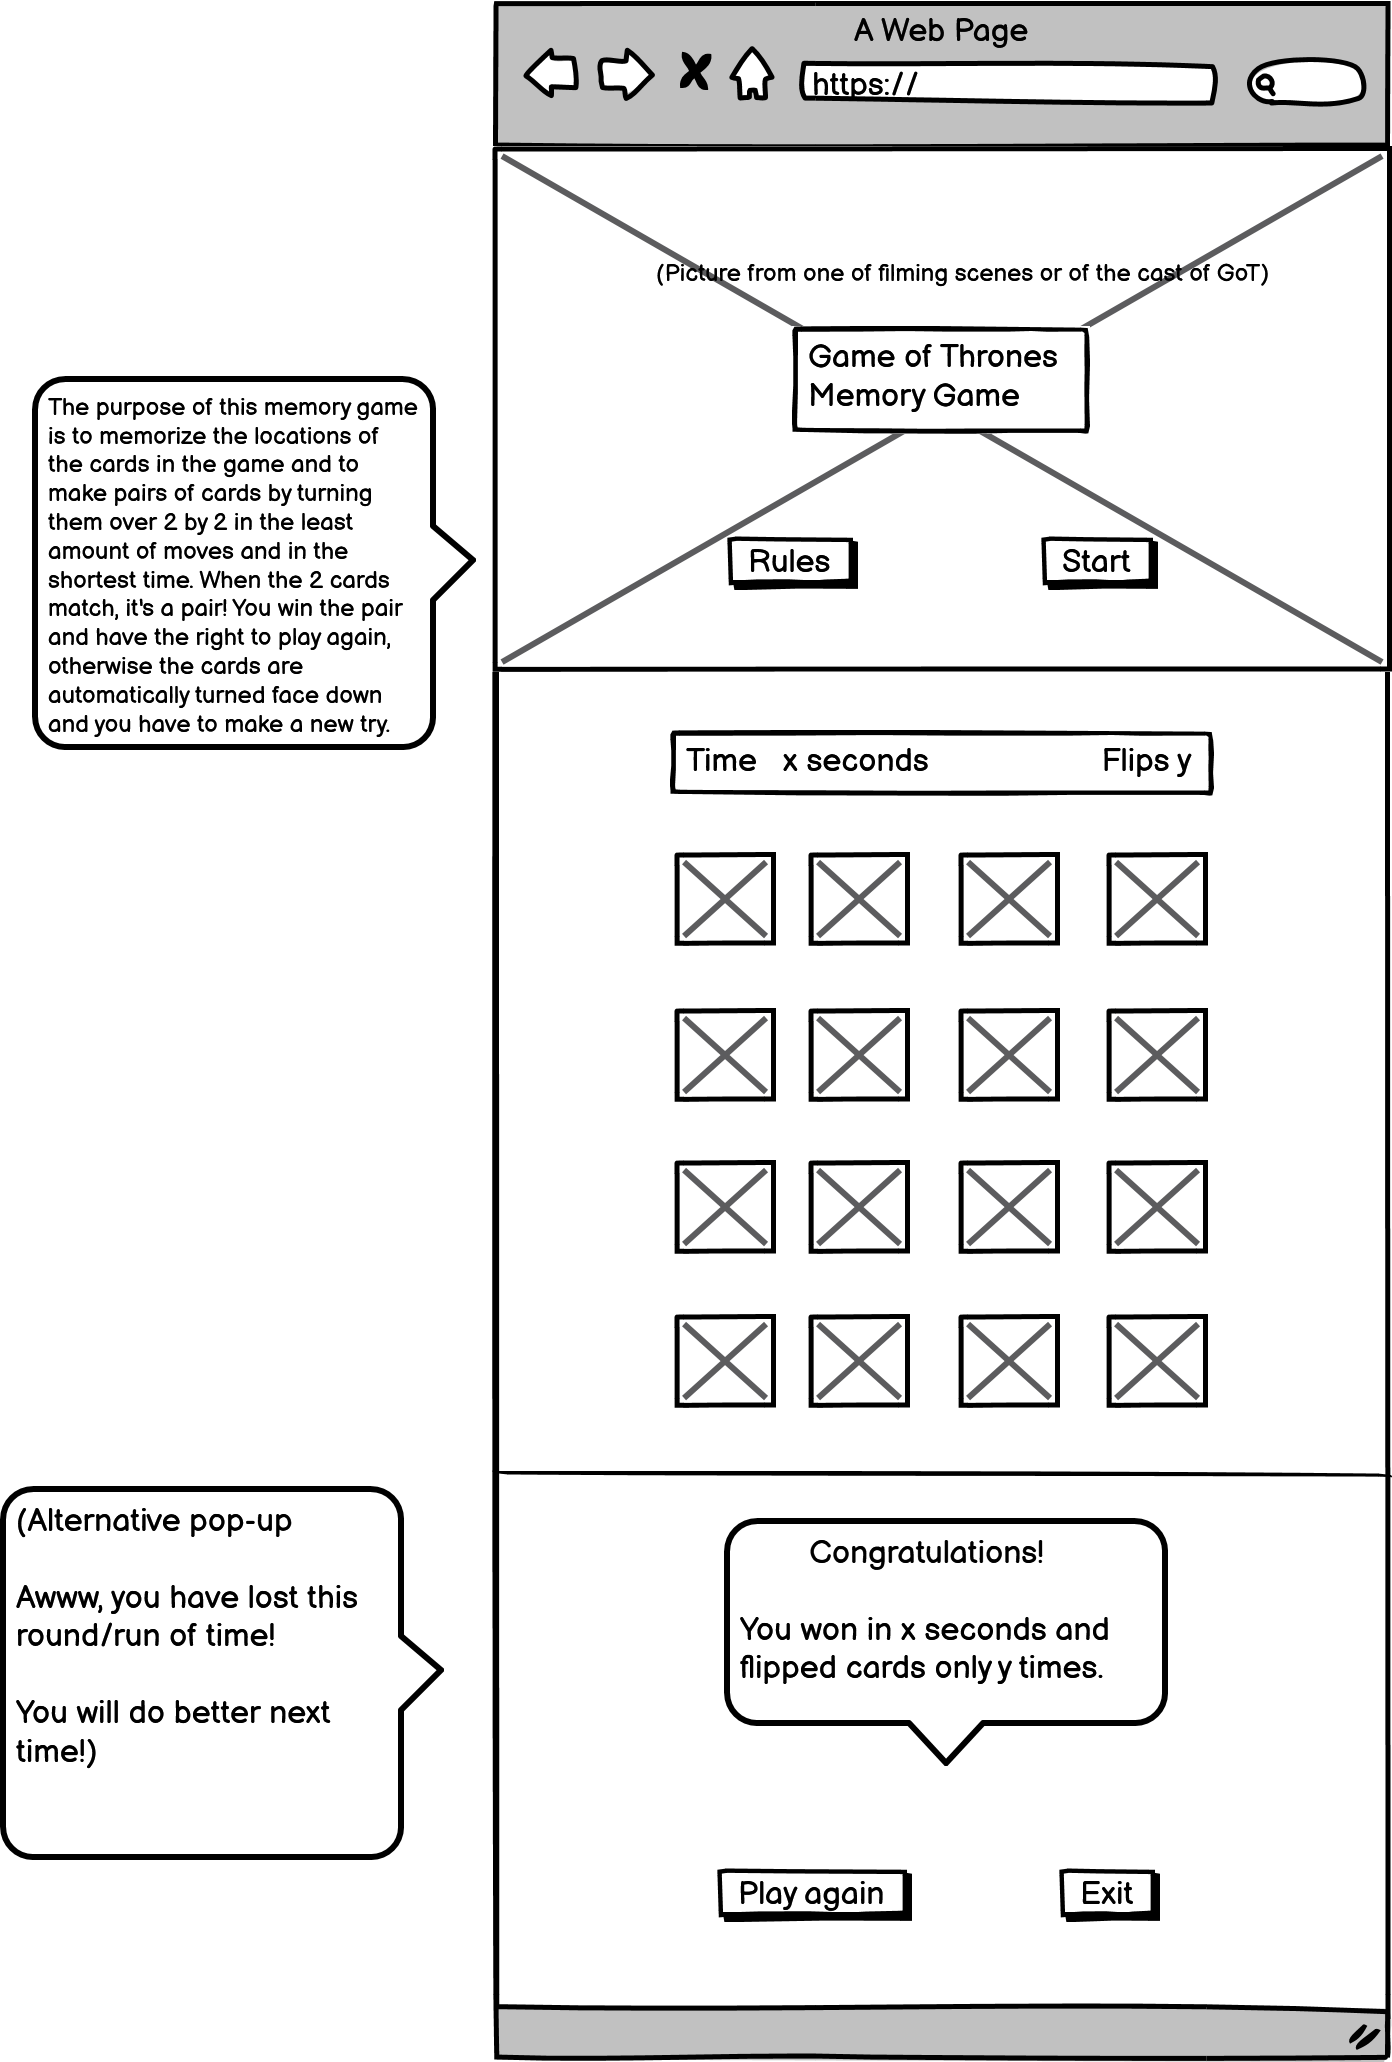 A Web Page
https://
(Picture from one of filming scenes or of the cast of GoT)
Game of Thrones
Memory Game
The purpose of this memory game
is to memorize the locations of
the cards in the game and to
make pairs of cards by turning
them over 2 by 2 in the least
amount of moves and in the
shortest time. When the 2 cards
match, it's a pair! You win the pair
and have the right to play again,
otherwise the cards are
automatically turned face down
and you have to make a new try.
Rules
Start
Time x seconds Flips y
(Alternative pop-up
Awww, you have lost this
round/run of time!
You will do better next
time!)
Congratulations!
You won in x seconds and
flipped cards only y times.
Play again
Exit